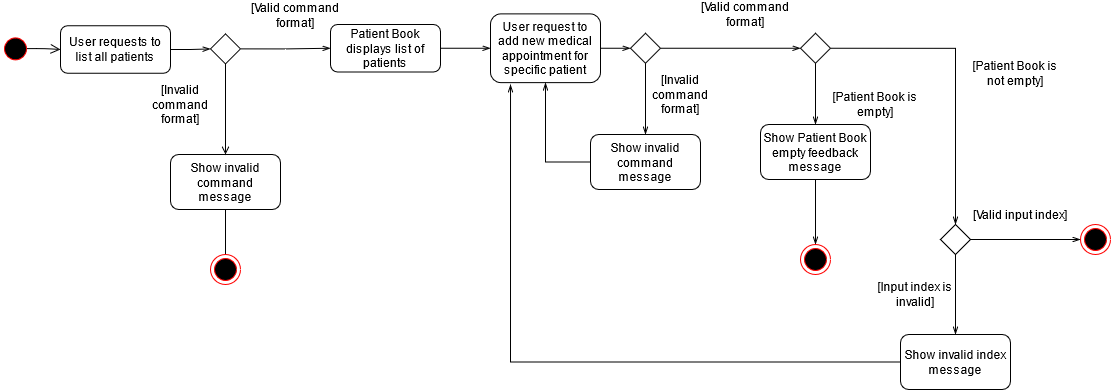 User requests to
list all patients
[Valid command
format]
[Invalid
command
format]
Show invalid
command
message
Patient Book
displays list of
patients
User request to
add new medical
appointment for
specific patient
[Valid command
format]
[Invalid
command
format]
Show invalid
command
message
[Patient Book is
empty]
Show Patient Book
empty feedback
message
[Patient Book is
not empty]
[Valid input index]
[Input index is
invalid]
Show invalid index
message